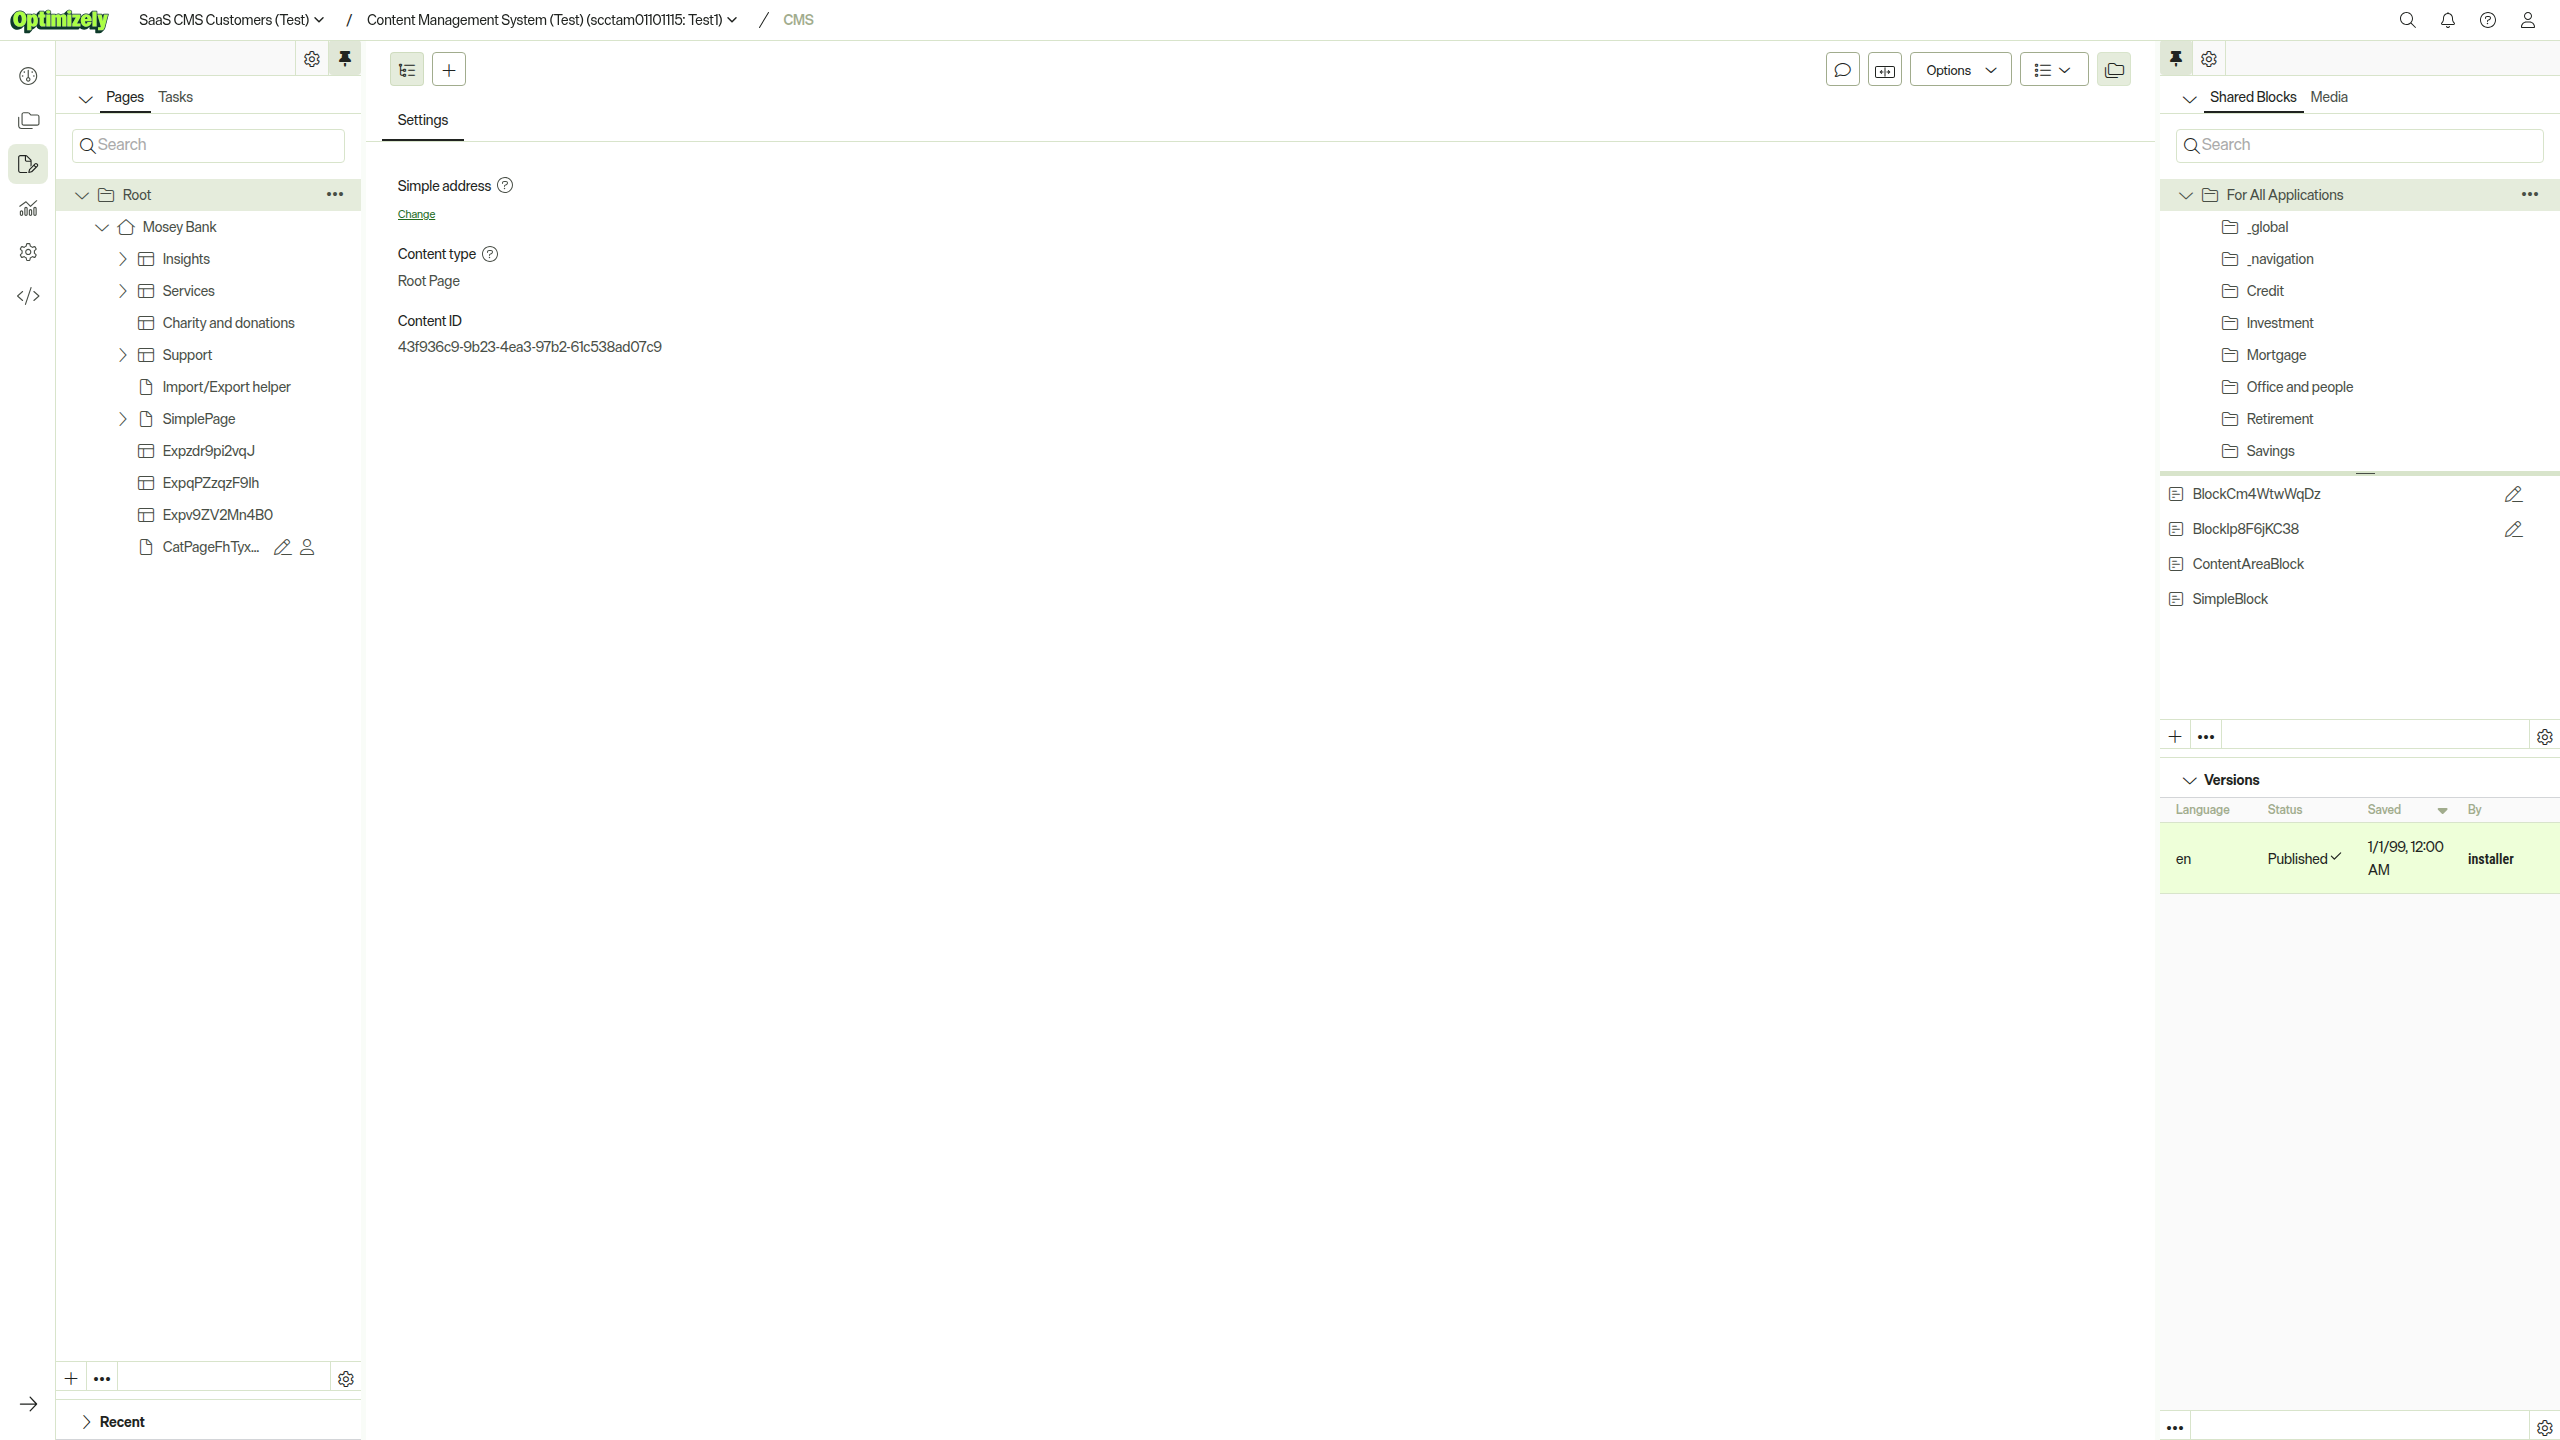 Optimizely
SaaS CMS Customers (Test) / Content Management System (Test) (scctam01101115: Test1) / CMS
Pages Tasks
Search
Root
Mosey Bank
Insights
Services
Charity and donations
Support
Import/Export helper
SimplePage
Expzdr9pi2vqJ
ExpqPZzqzF9Ih
Expv9ZV2Mn4B0
CatPageFhTyx...
Recent
Options
Settings
Simple address ?
Change
Content type ?
Root Page
Content ID
43f936c9-9b23-4ea3-97b2-61c538ad07c9
Shared Blocks Media
Search
For All Applications
_global
_navigation
Credit
Investment
Mortgage
Office and people
Retirement
Savings
BlockCm4WtwWqDz
BlockIp8F6jKC38
ContentAreaBlock
SimpleBlock
Versions
Language Status Saved By
en Published 1/1/99, 12:00 AM installer